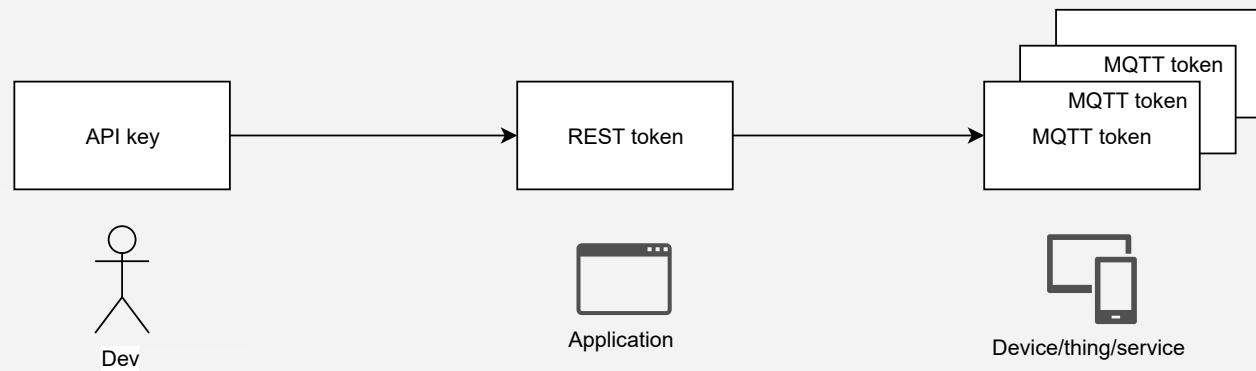 MQTT token
MQTT token
API key
REST token
MQTT token
Application
Device/thing/service
Dev